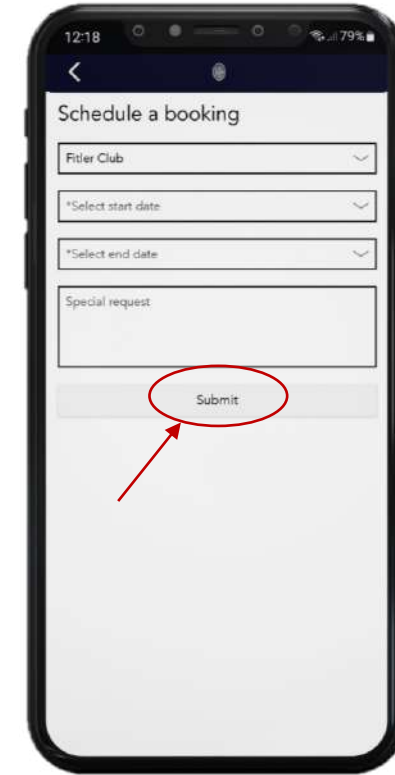 12:18
79%
Schedule a booking
Fitler Club
*Select start date
*Select end date
Special request
Submit